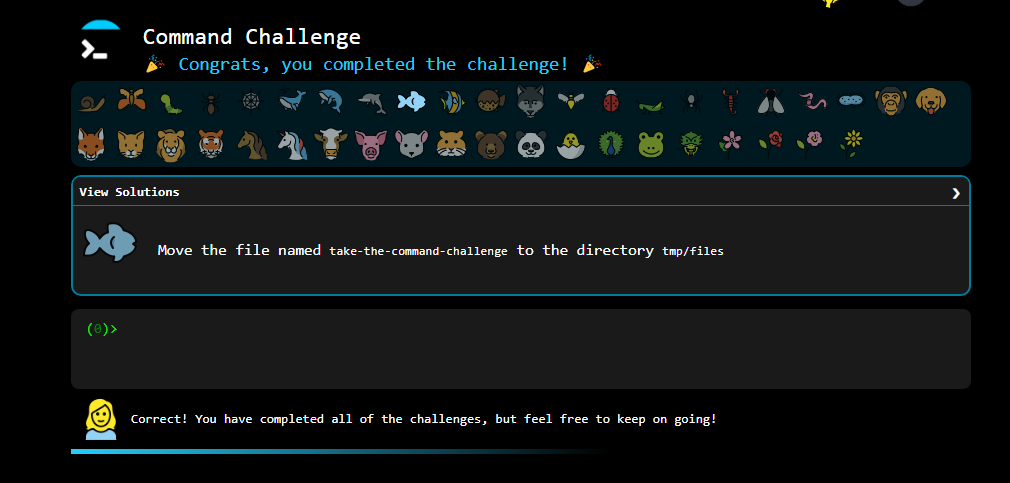 Command Challenge
🎉 Congrats, you completed the challenge! 🎉
View Solutions
Move the file named take-the-command-challenge to the directory tmp/files
(0)>
Correct! You have completed all of the challenges, but feel free to keep on going!